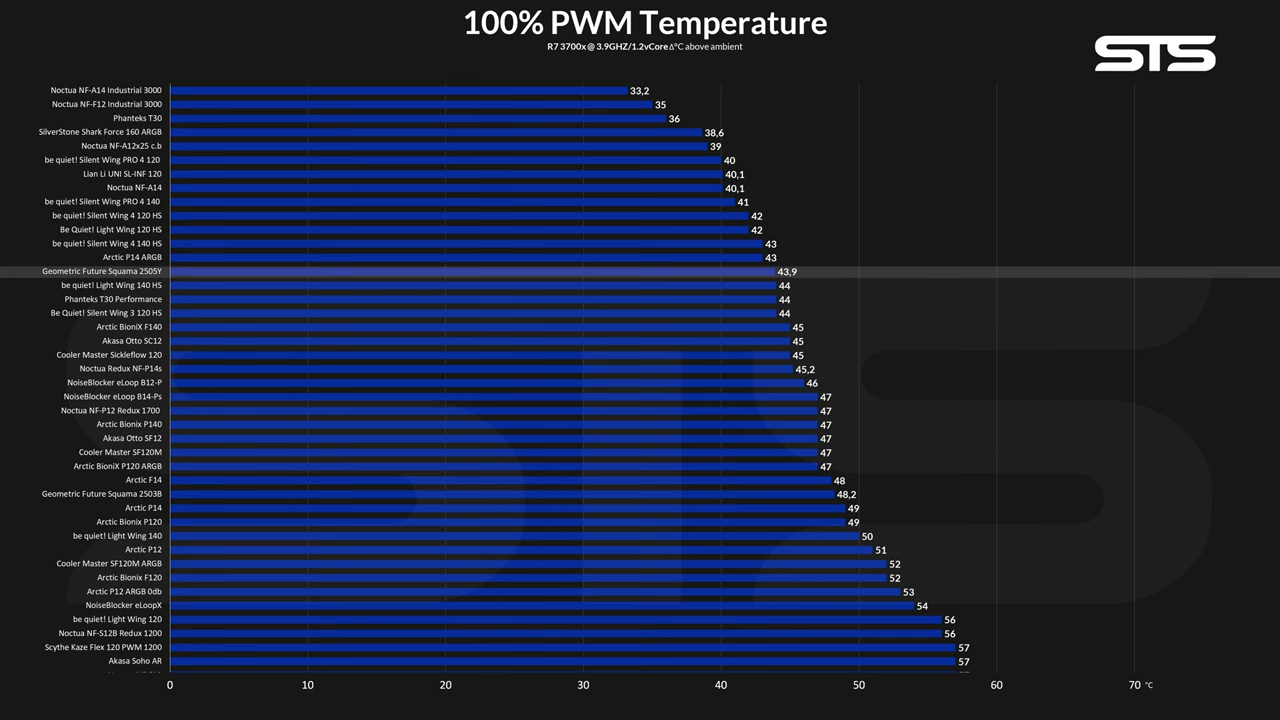 100% PWM Temperature
R7 3700x @ 3.9GHZ/1.2vCore Δ°C above ambient
STS
Noctua NF-A14 Industrial 3000 33,2
Noctua NF-F12 Industrial 3000 35
Phanteks T30 36
SilverStone Shark Force 160 ARGB 38,6
Noctua NF-A12x25 c.b 39
be quiet! Silent Wing PRO 4 120 40
Lian Li UNI SL-INF 120 40,1
Noctua NF-A14 40,1
be quiet! Silent Wing PRO 4 140 41
be quiet! Silent Wing 4 120 HS 42
Be Quiet! Light Wing 120 HS 42
be quiet! Silent Wing 4 140 HS 43
Arctic P14 ARGB 43
Geometric Future Squama 2505Y 43,9
be quiet! Light Wing 140 HS 44
Phanteks T30 Performance 44
Be Quiet! Silent Wing 3 120 HS 44
Arctic BioniX F140 45
Akasa Otto SC12 45
Cooler Master Sickleflow 120 45
Noctua Redux NF-P14s 45,2
NoiseBlocker eLoop B12-P 46
NoiseBlocker eLoop B14-Ps 47
Noctua NF-P12 Redux 1700 47
Arctic Bionix P140 47
Akasa Otto SF12 47
Cooler Master SF120M 47
Arctic BioniX P120 ARGB 47
Arctic F14 48
Geometric Future Squama 2503B 48,2
Arctic P14 49
Arctic Bionix P120 49
be quiet! Light Wing 140 50
Arctic P12 51
Cooler Master SF120M ARGB 52
Arctic Bionix F120 52
Arctic P12 ARGB 0db 53
NoiseBlocker eLoopX 54
be quiet! Light Wing 120 56
Noctua NF-S12B Redux 1200 56
Scythe Kaze Flex 120 PWM 1200 57
Akasa Soho AR 57
0 10 20 30 40 50 60 70 °C